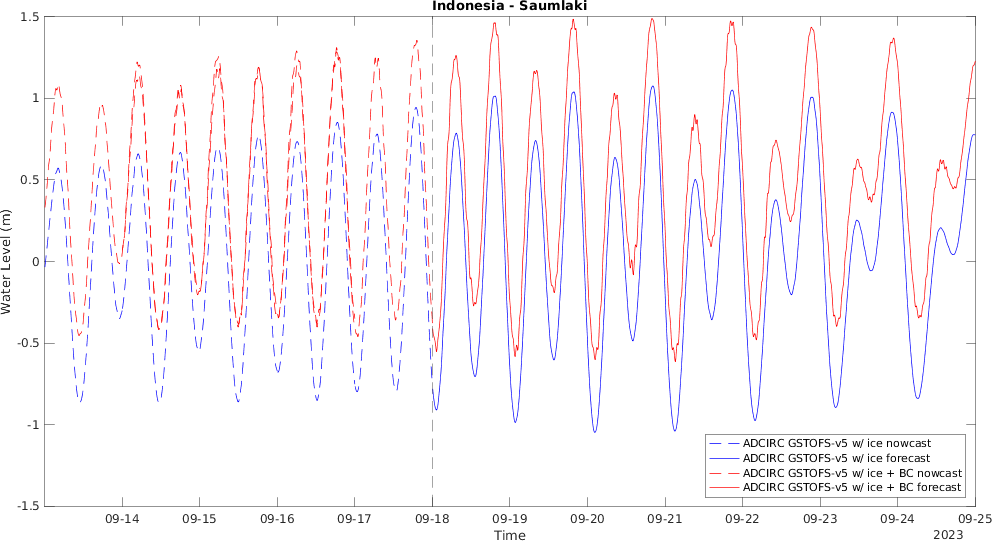 Indonesia - Saumlaki
1.5
1
0.5
0
-0.5
-1
-1.5
Water Level (m)
ADCIRC GSTOFS-v5 w/ ice nowcast
ADCIRC GSTOFS-v5 w/ ice forecast
ADCIRC GSTOFS-v5 w/ ice + BC nowcast
ADCIRC GSTOFS-v5 w/ ice + BC forecast
09-14 09-15 09-16 09-17 09-18 09-19 09-20 09-21 09-22 09-23 09-24 09-25
Time
2023